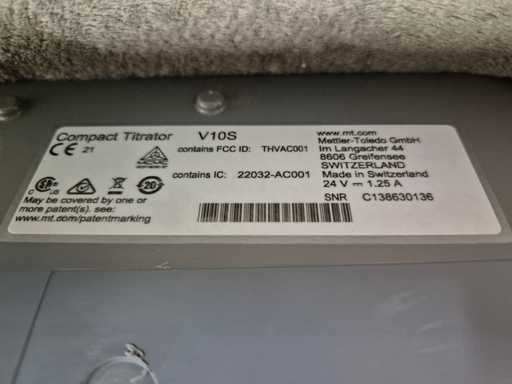 Compact Titrator V10S
CE 21
contains FCC ID: THVAC001
contains IC: 22032-AC001
www.mt.com
Mettler-Toledo GmbH
Im Langacher 44
8606 Greifensee
SWITZERLAND
Made in Switzerland
24 V ⎓ 1.25 A
SNR C138630136
20
May be covered by one or
more patent(s). see:
www.mt.com/patentmarking